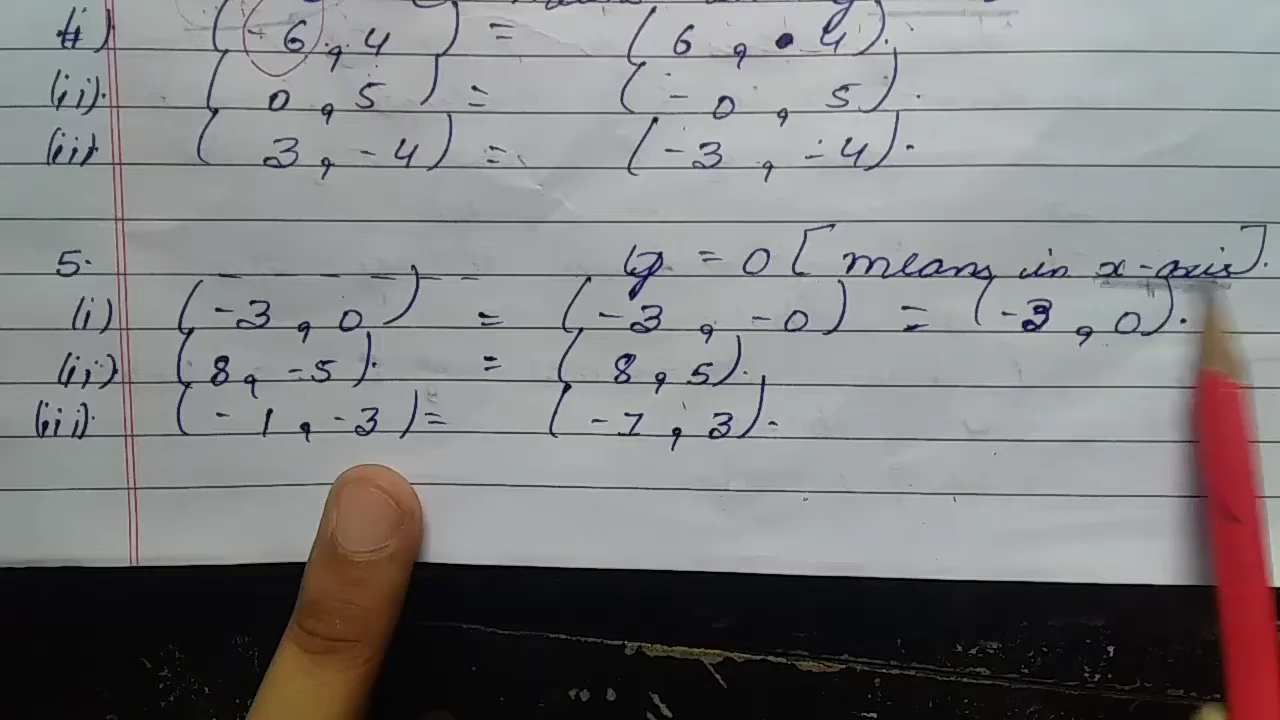 (i) (-6, 4) = (6, 4).
(ii). (0, 5) = (-0, 5).
(iii) (3, -4) = (-3, -4).
5. y = 0 [means in x-axis].
(i) (-3, 0) = (-3, -0) = (-3, 0).
(ii) (8, -5). = (8, 5).
(iii). (-1, -3) = (-1, 3).